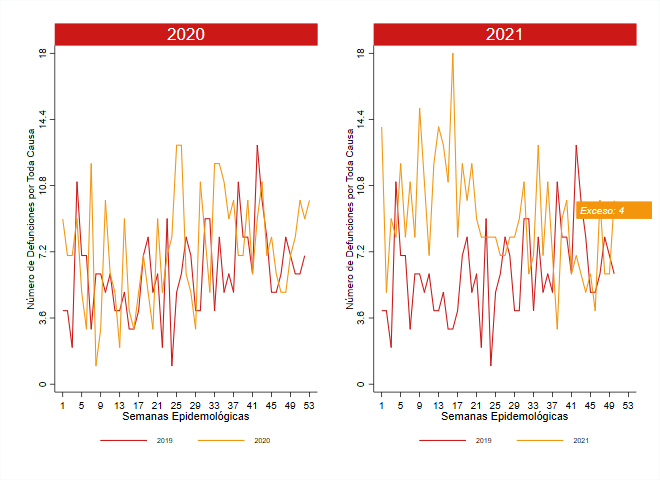 2020
2021
Número de Defunciones por Toda Causa
18
14.4
10.8
7.2
3.6
0
1 5 9 13 17 21 25 29 33 37 41 45 49 53
Semanas Epidemiológicas
2019 2020
Número de Defunciones por Toda Causa
18
14.4
10.8
7.2
3.6
0
Exceso: 4
1 5 9 13 17 21 25 29 33 37 41 45 49 53
Semanas Epidemiológicas
2019 2021